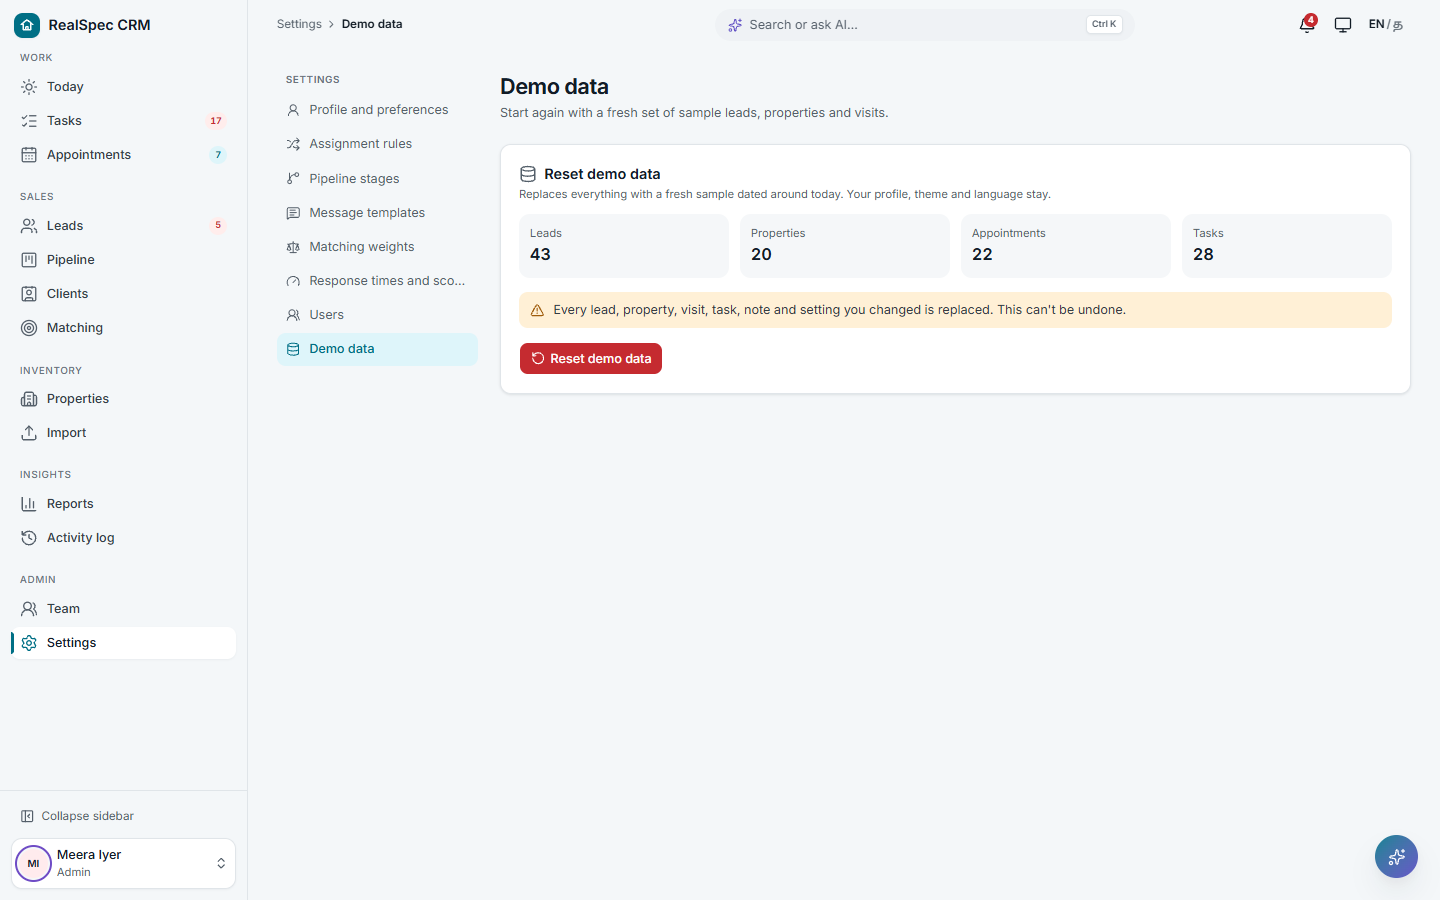 RealSpec CRM
WORK
Today
Tasks 17
Appointments 7
SALES
Leads 5
Pipeline
Clients
Matching
INVENTORY
Properties
Import
INSIGHTS
Reports
Activity log
ADMIN
Team
Settings
Collapse sidebar
MI
Meera Iyer
Admin
Settings > Demo data
Search or ask AI...
Ctrl K
4
EN / த
SETTINGS
Profile and preferences
Assignment rules
Pipeline stages
Message templates
Matching weights
Response times and sco...
Users
Demo data
Demo data
Start again with a fresh set of sample leads, properties and visits.
Reset demo data
Replaces everything with a fresh sample dated around today. Your profile, theme and language stay.
Leads
43
Properties
20
Appointments
22
Tasks
28
Every lead, property, visit, task, note and setting you changed is replaced. This can't be undone.
Reset demo data